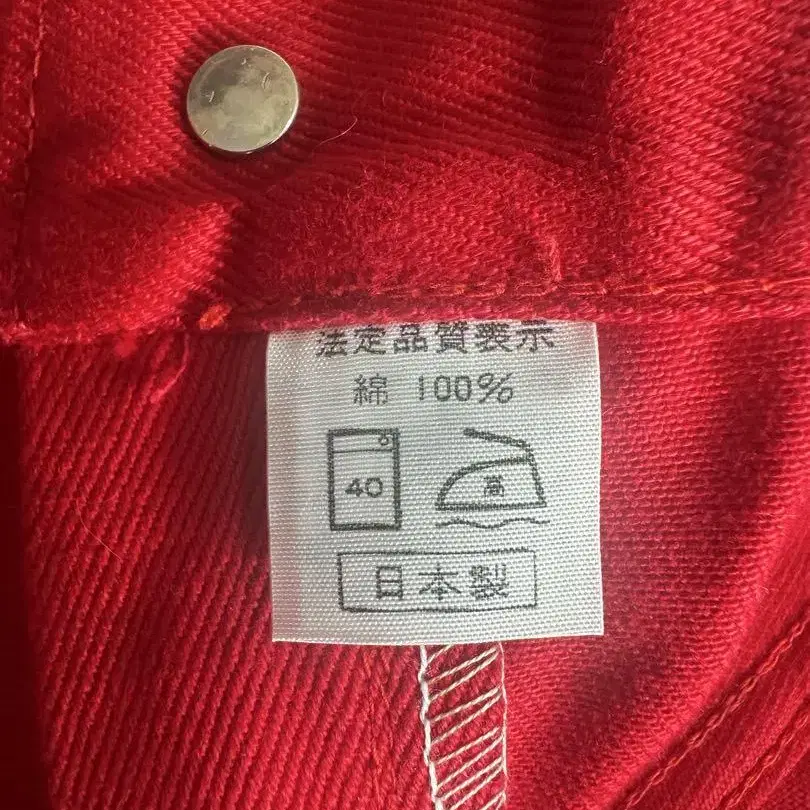 法定品質表示
綿 100%
40
高
日本製